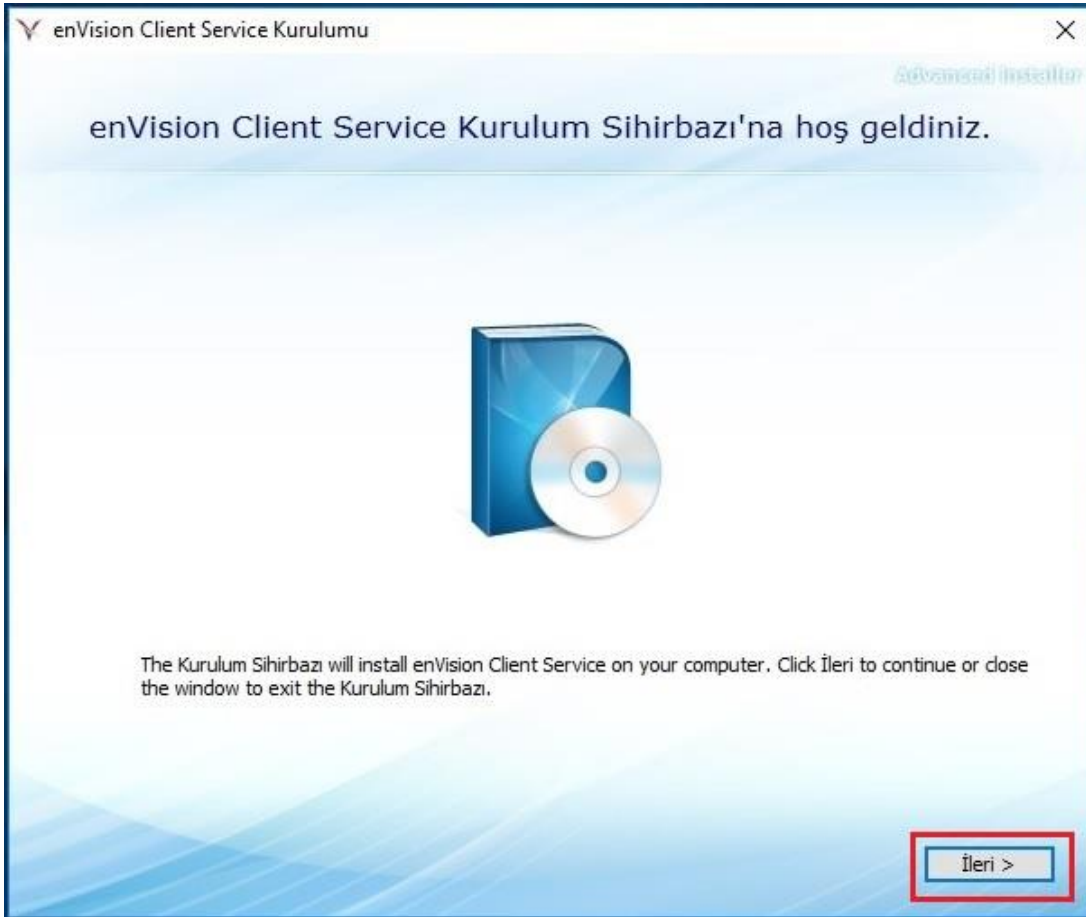 enVision Client Service Kurulumu
Advanced Installer
enVision Client Service Kurulum Sihirbazı'na hoş geldiniz.
The Kurulum Sihirbazı will install enVision Client Service on your computer. Click İleri to continue or close
the window to exit the Kurulum Sihirbazı.
İleri >